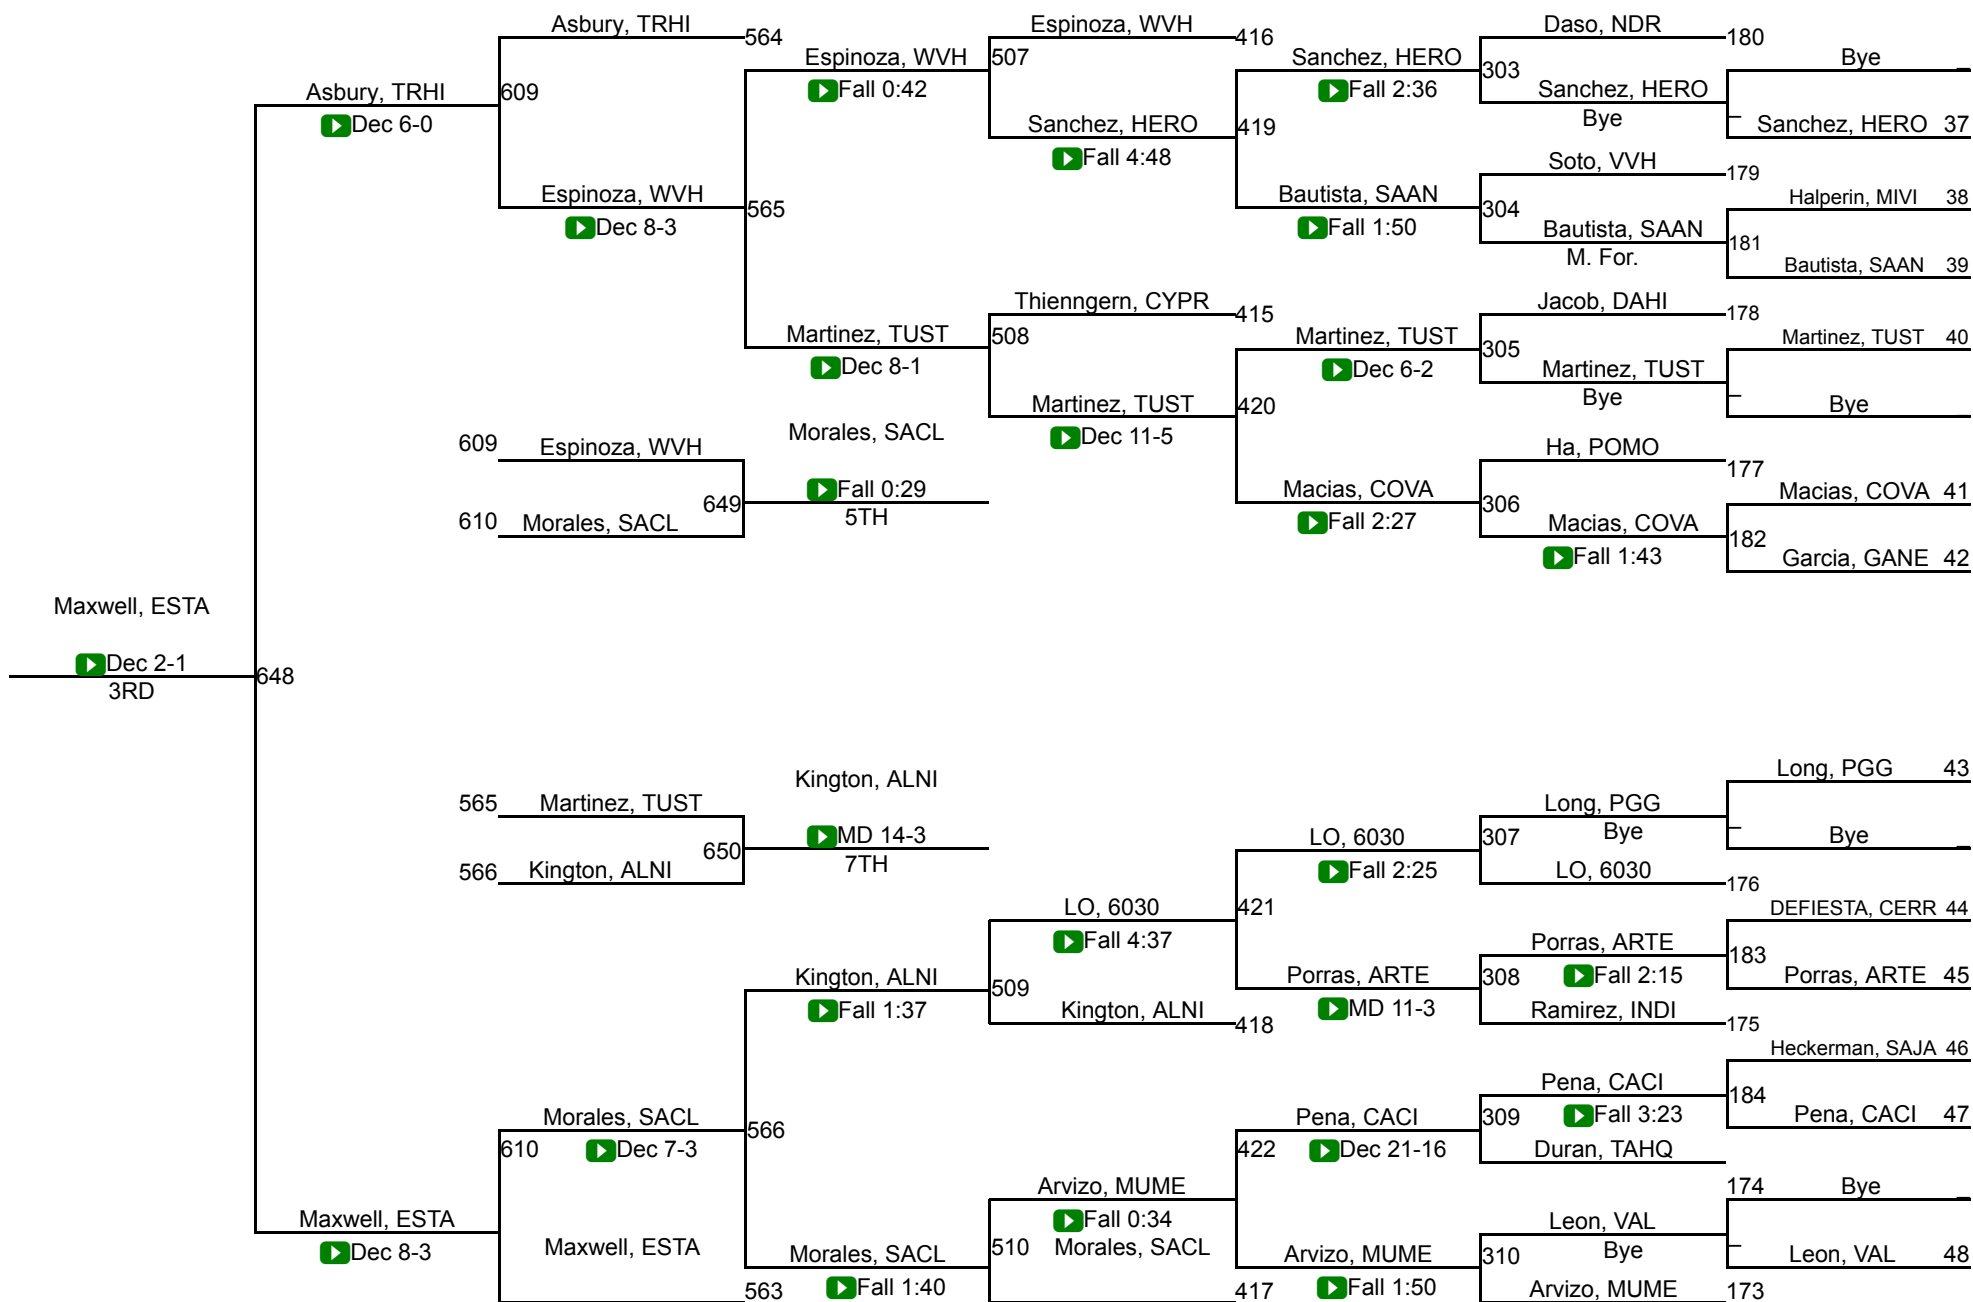 Asbury, TRHI
564
Espinoza, WVH
416
Daso, NDR
180
Espinoza, WVH
507
Sanchez, HERO
303
Bye
Asbury, TRHI
609
Fall 0:42
Fall 2:36
Sanchez, HERO
Dec 6-0
Sanchez, HERO
419
Bye
Sanchez, HERO 37
Fall 4:48
Soto, VVH
179
Espinoza, WVH
565
Bautista, SAAN
304
Halperin, MIVI 38
Dec 8-3
Fall 1:50
Bautista, SAAN
181
M. For.
Bautista, SAAN 39
Thienngern, CYPR
415
Jacob, DAHI
178
Martinez, TUST
508
Martinez, TUST
305
Martinez, TUST 40
Dec 8-1
Dec 6-2
Martinez, TUST
Martinez, TUST
420
Bye
Bye
609
Espinoza, WVH
Morales, SACL
Dec 11-5
Ha, POMO
177
649
Fall 0:29
Macias, COVA
306
Macias, COVA 41
610
Morales, SACL
5TH
Fall 2:27
Macias, COVA
182
Fall 1:43
Garcia, GANE 42
Maxwell, ESTA
Dec 2-1
648
3RD
Kington, ALNI
Long, PGG 43
565
Martinez, TUST
Long, PGG
650
MD 14-3
LO, 6030
307
Bye
Bye
566
Kington, ALNI
7TH
Fall 2:25
LO, 6030
176
LO, 6030
421
DEFIESTA, CERR 44
Fall 4:37
Porras, ARTE
183
Kington, ALNI
509
Porras, ARTE
308
Fall 2:15
Porras, ARTE 45
Fall 1:37
Kington, ALNI
418
MD 11-3
Ramirez, INDI
175
Heckerman, SAJA 46
Pena, CACI
184
Morales, SACL
566
Pena, CACI
309
Fall 3:23
Pena, CACI 47
610
Dec 7-3
422
Dec 21-16
Duran, TAHQ
Arvizo, MUME
174
Bye
Maxwell, ESTA
Fall 0:34
Leon, VAL
Dec 8-3
Maxwell, ESTA
Morales, SACL
510
Morales, SACL
Arvizo, MUME
310
Bye
Leon, VAL 48
563
Fall 1:40
417
Fall 1:50
Arvizo, MUME
173